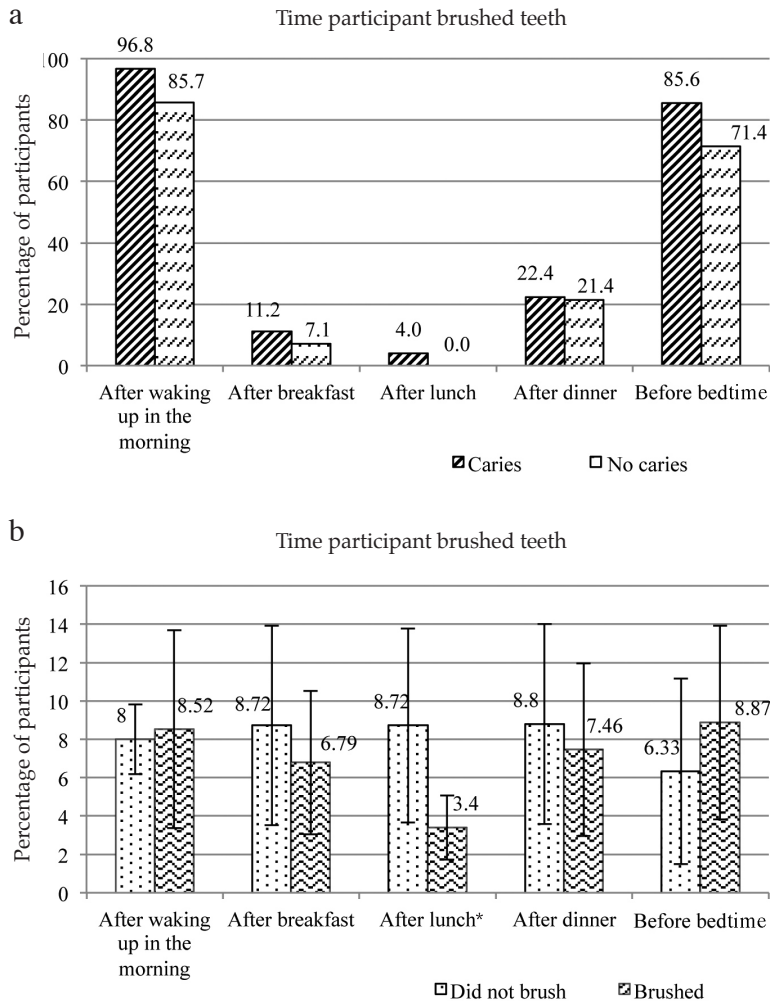 a
Time participant brushed teeth
Percentage of participants
100
80
60
40
20
0
96.8
85.7
11.2
7.1
4.0
0.0
22.4
21.4
85.6
71.4
After waking
up in the
morning
After breakfast
After lunch
After dinner
Before bedtime
Caries
No caries
b
Time participant brushed teeth
Percentage of participants
16
14
12
10
8
6
4
2
0
8
8.52
8.72
6.79
8.72
3.4
8.8
7.46
6.33
8.87
After waking
up in the
morning
After breakfast
After lunch*
After dinner
Before bedtime
Did not brush
Brushed